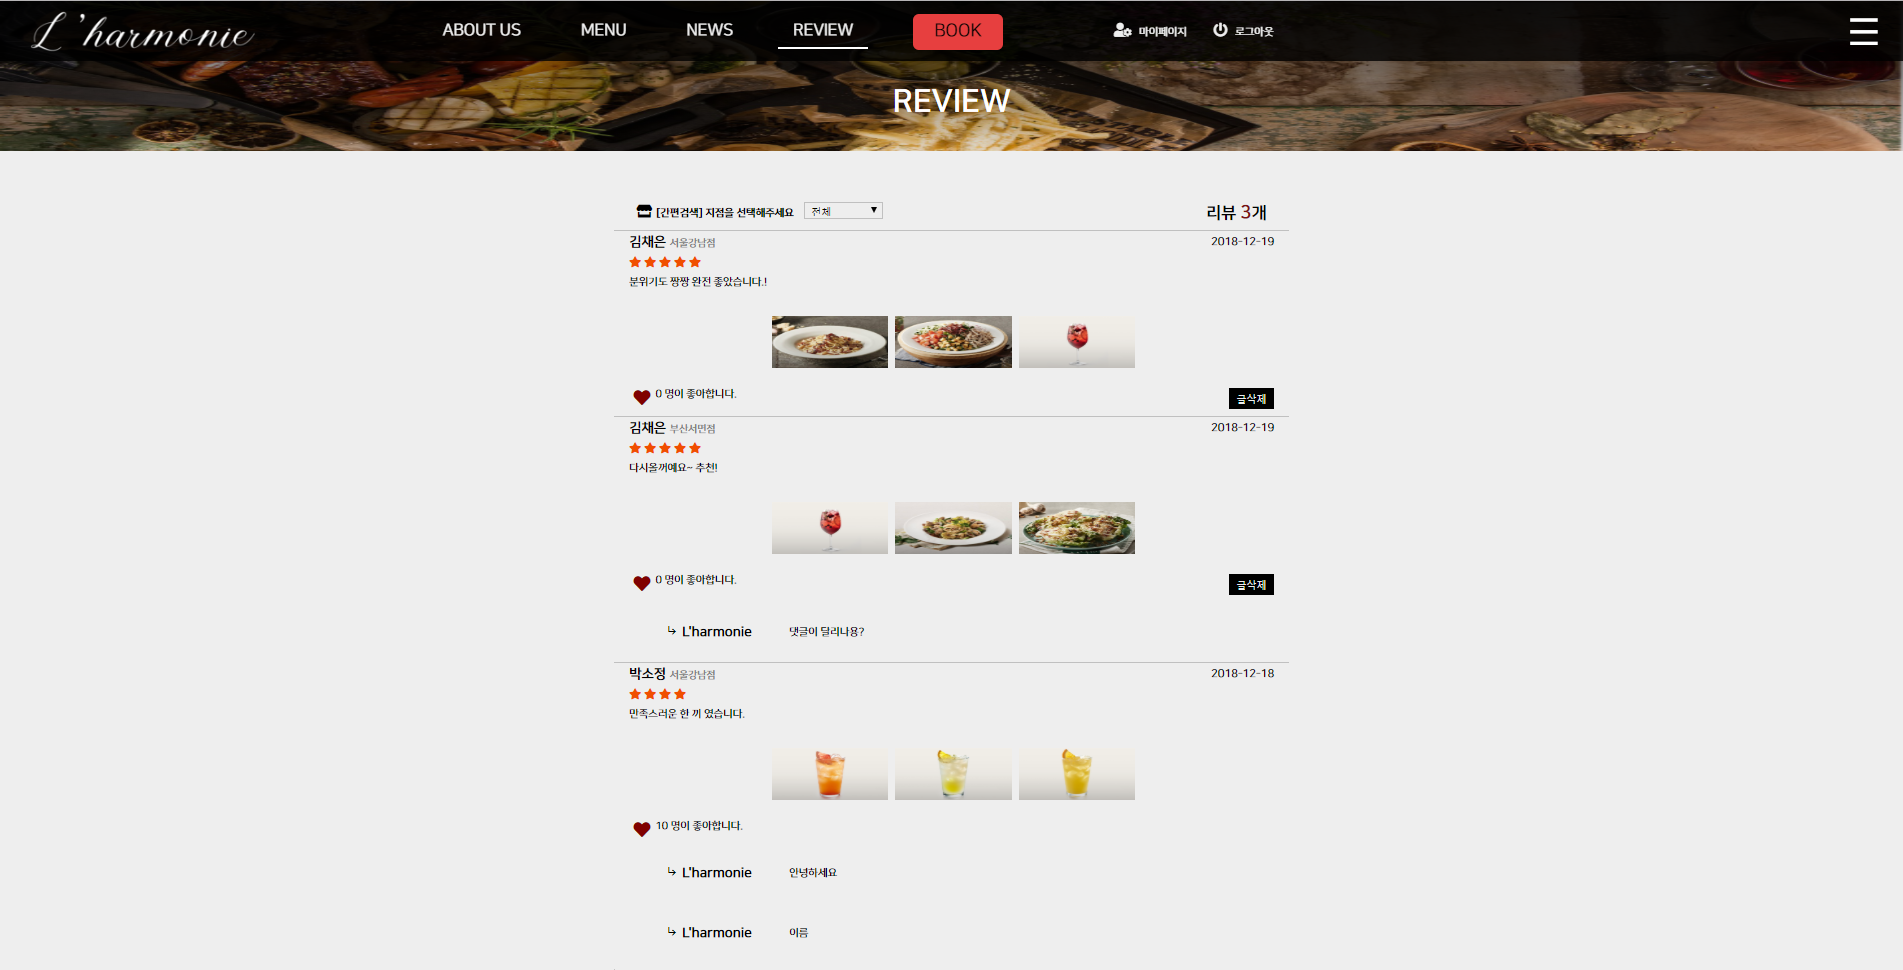 L'harmonie ABOUT US MENU NEWS REVIEW BOOK 마이페이지 로그아웃
REVIEW
[간편검색] 지점을 선택해주세요 전체 리뷰 3개
김채은 서울강남점 2018-12-19
분위기도 짱짱 완전 좋았습니다.!
0 명이 좋아합니다. 글삭제
김채은 부산서면점 2018-12-19
다시올꺼예요~ 추천!
0 명이 좋아합니다. 글삭제
L'harmonie 댓글이 달리나용?
박소정 서울강남점 2018-12-18
만족스러운 한 끼 였습니다.
10 명이 좋아합니다.
L'harmonie 안녕하세요
L'harmonie 이름